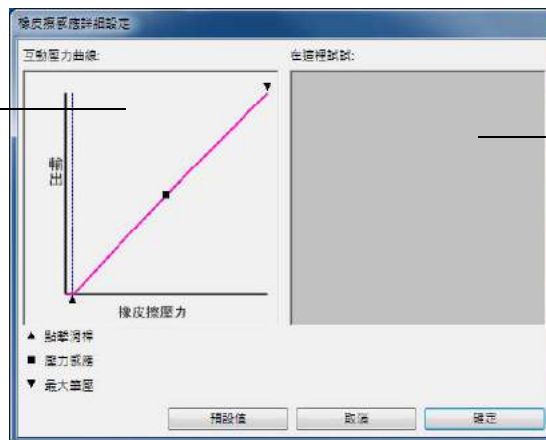 橡皮擦感應詳細設定
互動壓力曲線:
在這裡試試:
輸出
橡皮擦壓力
▲ 點擊滑桿
■ 壓力感應
▼ 最大筆壓
預設值
取消
確定